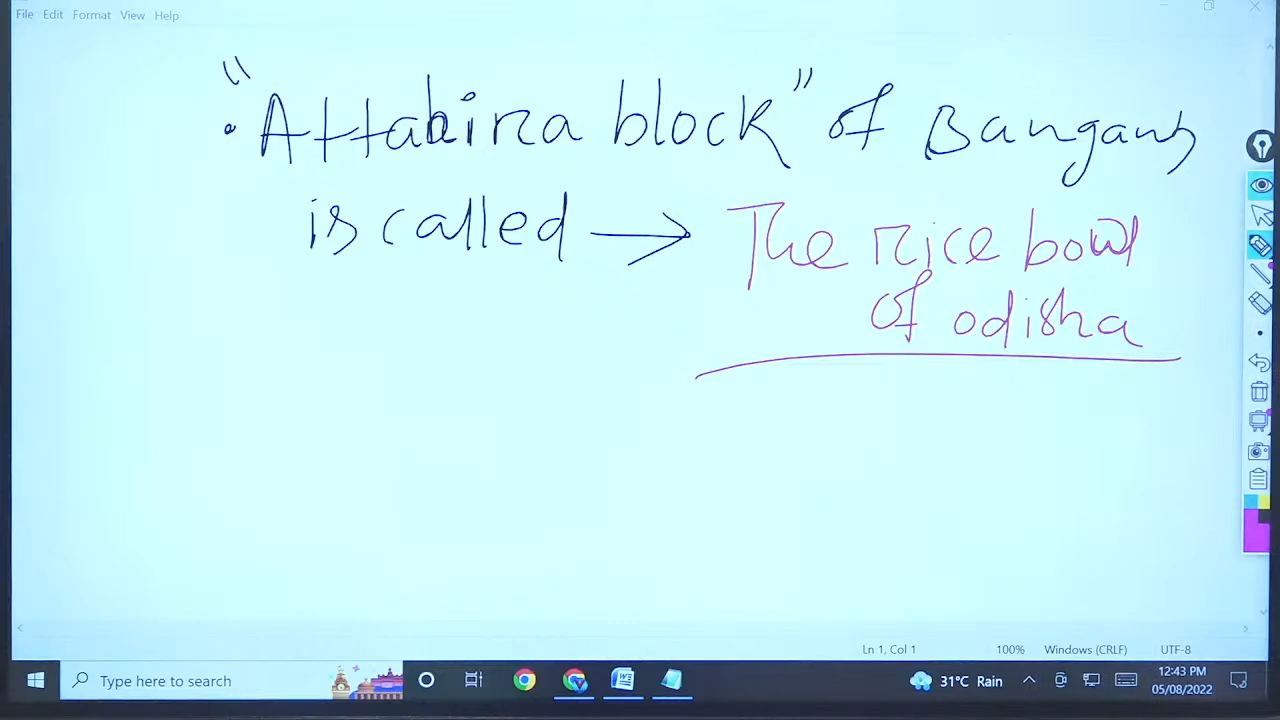 File Edit Format View Help
• "Attabira block" of Bargarh
is called → The rice bowl
of odisha
Ln 1, Col 1 100% Windows (CRLF) UTF-8
Type here to search
31°C Rain
12:43 PM
05/08/2022